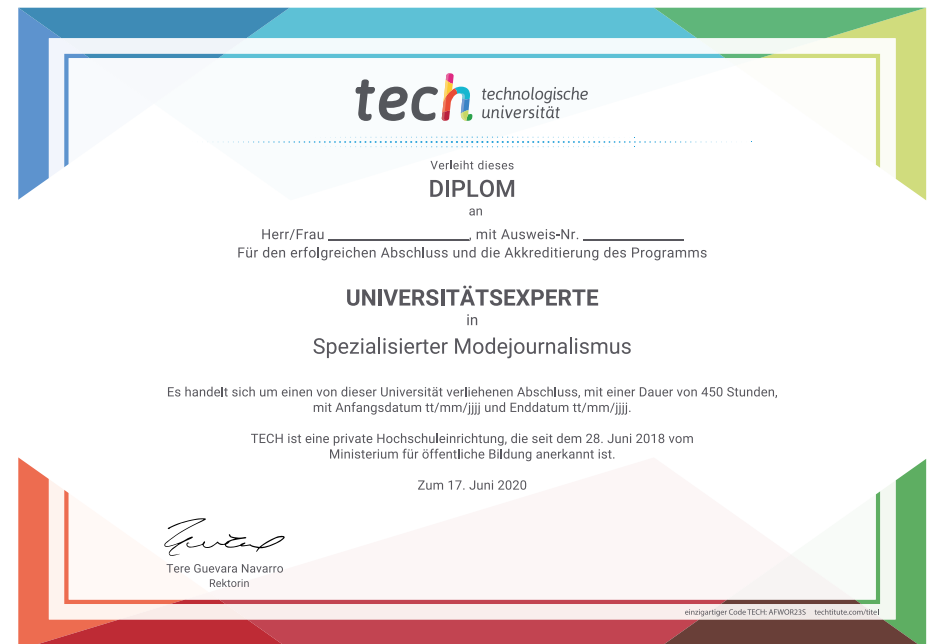 tech technologische
universität
Verleiht dieses
DIPLOM
an
Herr/Frau ____________, mit Ausweis-Nr. ____________
Für den erfolgreichen Abschluss und die Akkreditierung des Programms
UNIVERSITÄTSEXPERTE
in
Spezialisierter Modejournalismus
Es handelt sich um einen von dieser Universität verliehenen Abschluss, mit einer Dauer von 450 Stunden,
mit Anfangsdatum tt/mm/jjjj und Enddatum tt/mm/jjjj.
TECH ist eine private Hochschuleinrichtung, die seit dem 28. Juni 2018 vom
Ministerium für öffentliche Bildung anerkannt ist.
Zum 17. Juni 2020
Tere Guevara Navarro
Rektorin
einzigartiger Code TECH: AFWOR23S techtitute.com/titel